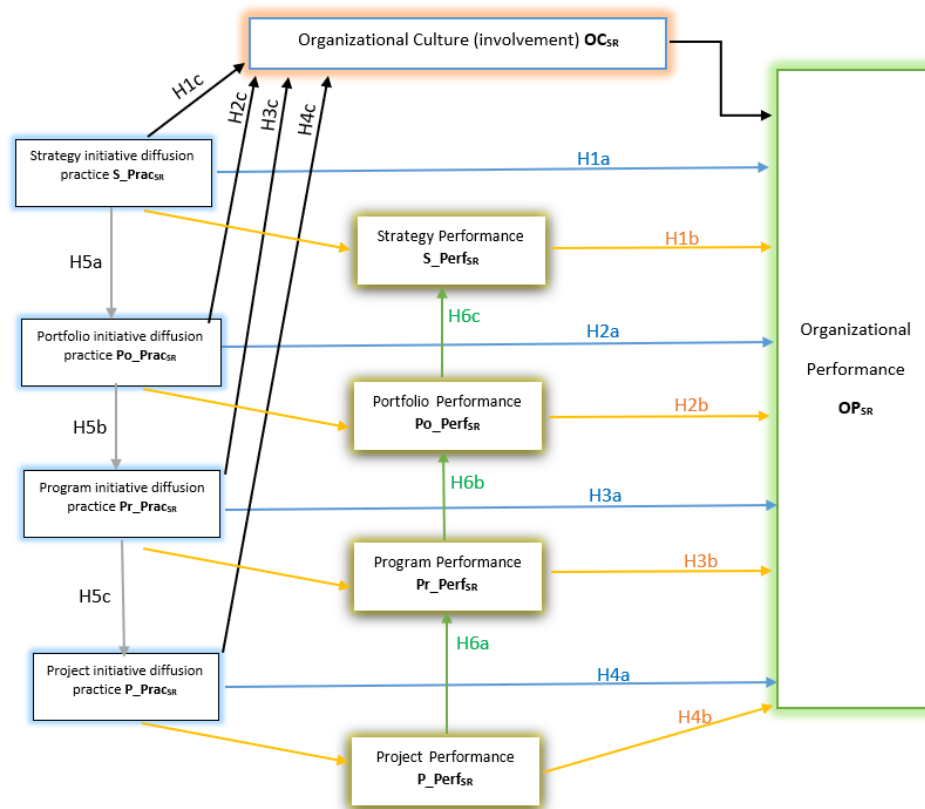 Organizational Culture (involvement) OCSR
H1c
H2c
H3c
H4c
Strategy initiative diffusion
practice S_PracSR
H1a
Strategy Performance
S_PerfSR
H1b
H5a
H6c
Portfolio initiative diffusion
practice Po_PracSR
H2a
Organizational
Performance
OPSR
Portfolio Performance
Po_PerfSR
H2b
H5b
H6b
Program initiative diffusion
practice Pr_PracSR
H3a
Program Performance
Pr_PerfSR
H3b
H5c
H6a
Project initiative diffusion
practice P_PracSR
H4a
H4b
Project Performance
P_PerfSR